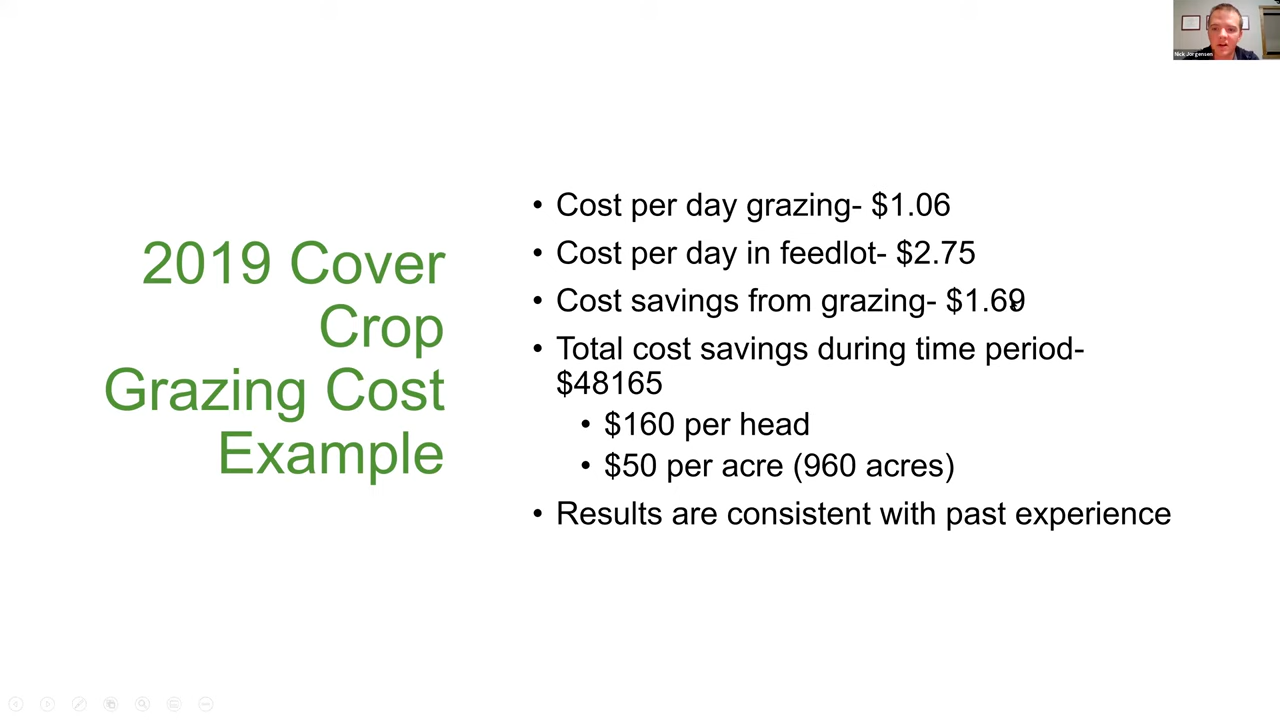 2019 Cover
Crop
Grazing Cost
Example
• Cost per day grazing- $1.06
• Cost per day in feedlot- $2.75
• Cost savings from grazing- $1.69
• Total cost savings during time period-
$48165
• $160 per head
• $50 per acre (960 acres)
• Results are consistent with past experience
Nick Jorgensen